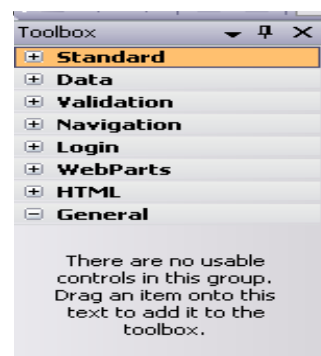 Toolbox
Standard
Data
Validation
Navigation
Login
WebParts
HTML
General
There are no usable
controls in this group.
Drag an item onto this
text to add it to the
toolbox.